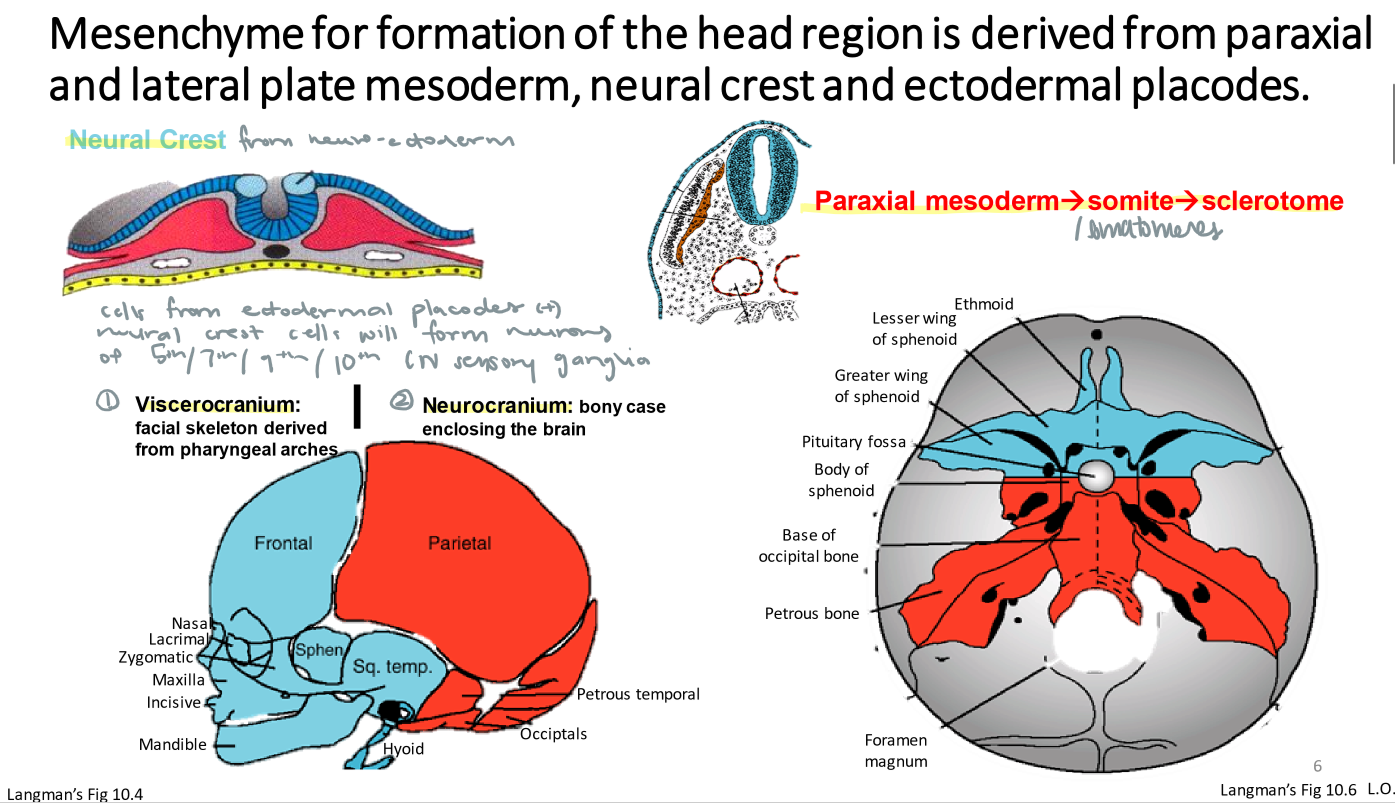 Mesenchyme for formation of the head region is derived from paraxial
and lateral plate mesoderm, neural crest and ectodermal placodes.
Neural Crest from neuro-ectoderm
Paraxial mesoderm→somite→sclerotome
/ somatomeres
cells from ectodermal placodes (+)
neural crest cells will form neurons
of 5th/7th/9th/10th CN sensory ganglia
① Viscerocranium:
facial skeleton derived
from pharyngeal arches
② Neurocranium: bony case
enclosing the brain
Frontal
Parietal
Nasal
Lacrimal
Zygomatic
Maxilla
Incisive
Mandible
Sphen
Sq. temp.
Petrous temporal
Occiptals
Hyoid
Ethmoid
Lesser wing
of sphenoid
Greater wing
of sphenoid
Pituitary fossa
Body of
sphenoid
Base of
occipital bone
Petrous bone
Foramen
magnum
6
Langman's Fig 10.4
Langman's Fig 10.6 L.O.